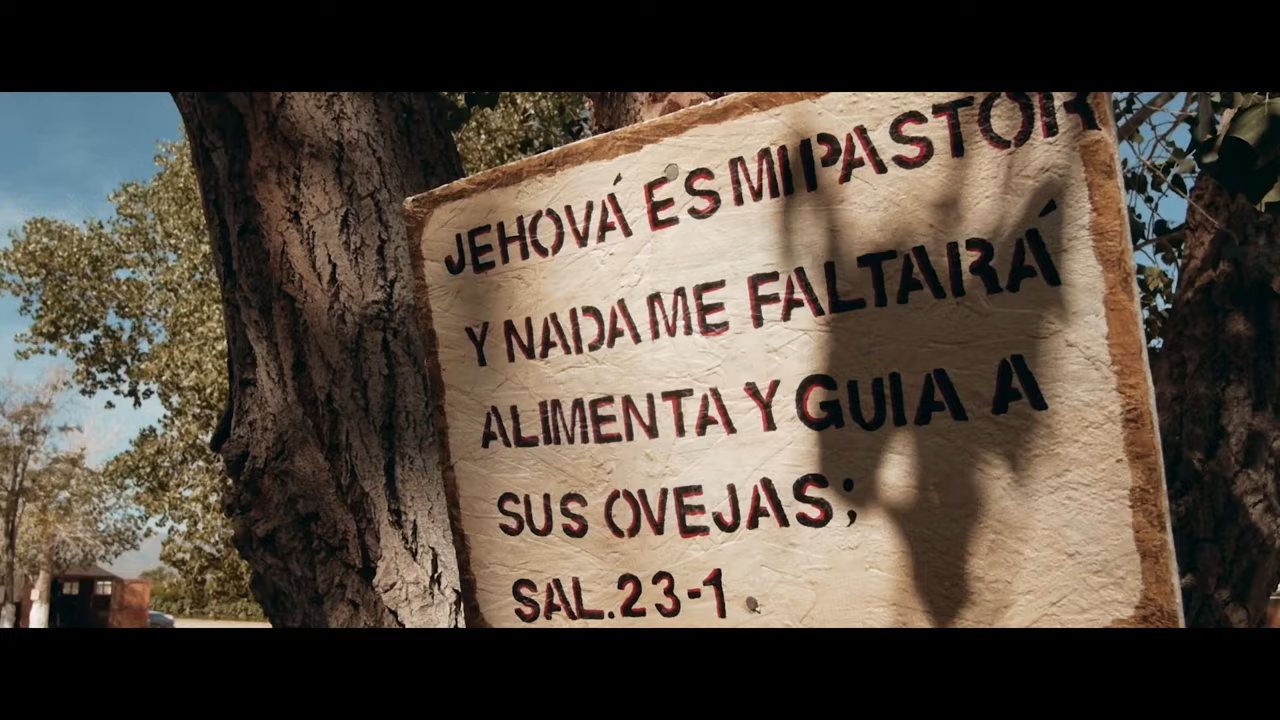 JEHOVÁ ES MI PASTOR
Y NADA ME FALTARÁ
ALIMENTA Y GUIA A
SUS OVEJAS;
SAL.23-1